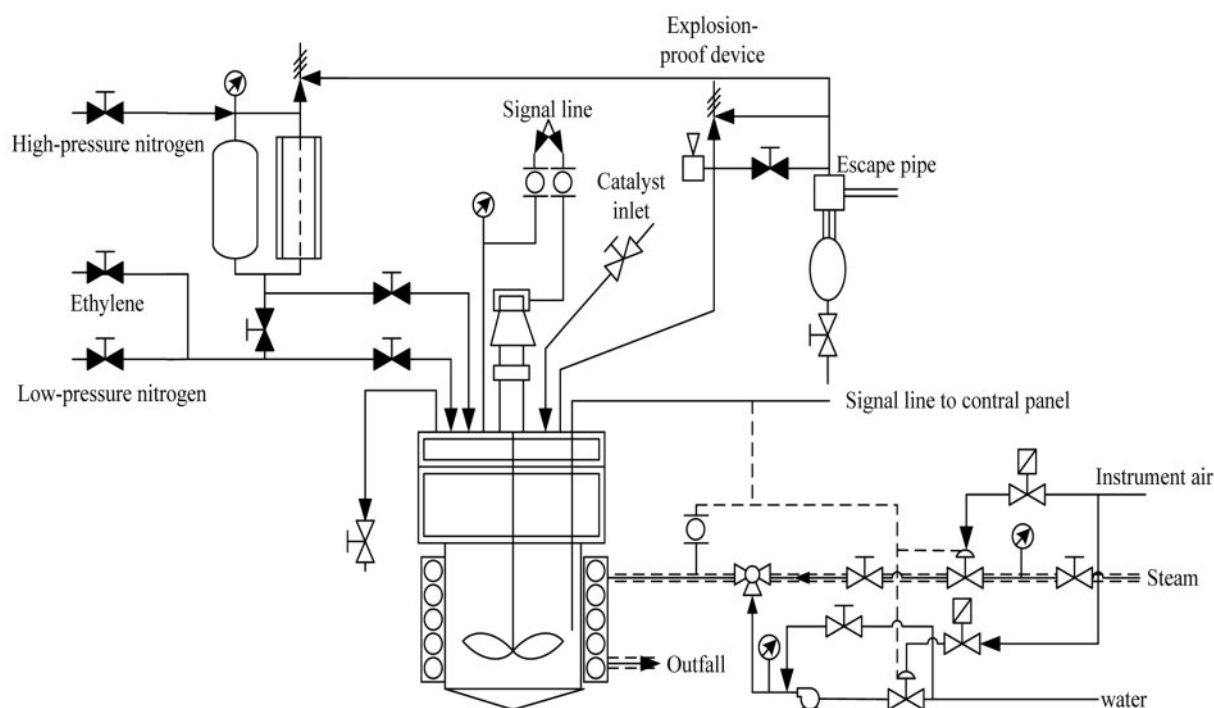 Explosion-
proof device
Signal line
High-pressure nitrogen
Escape pipe
Catalyst
inlet
Ethylene
Low-pressure nitrogen
Signal line to contral panel
Instrument air
Steam
Outfall
water